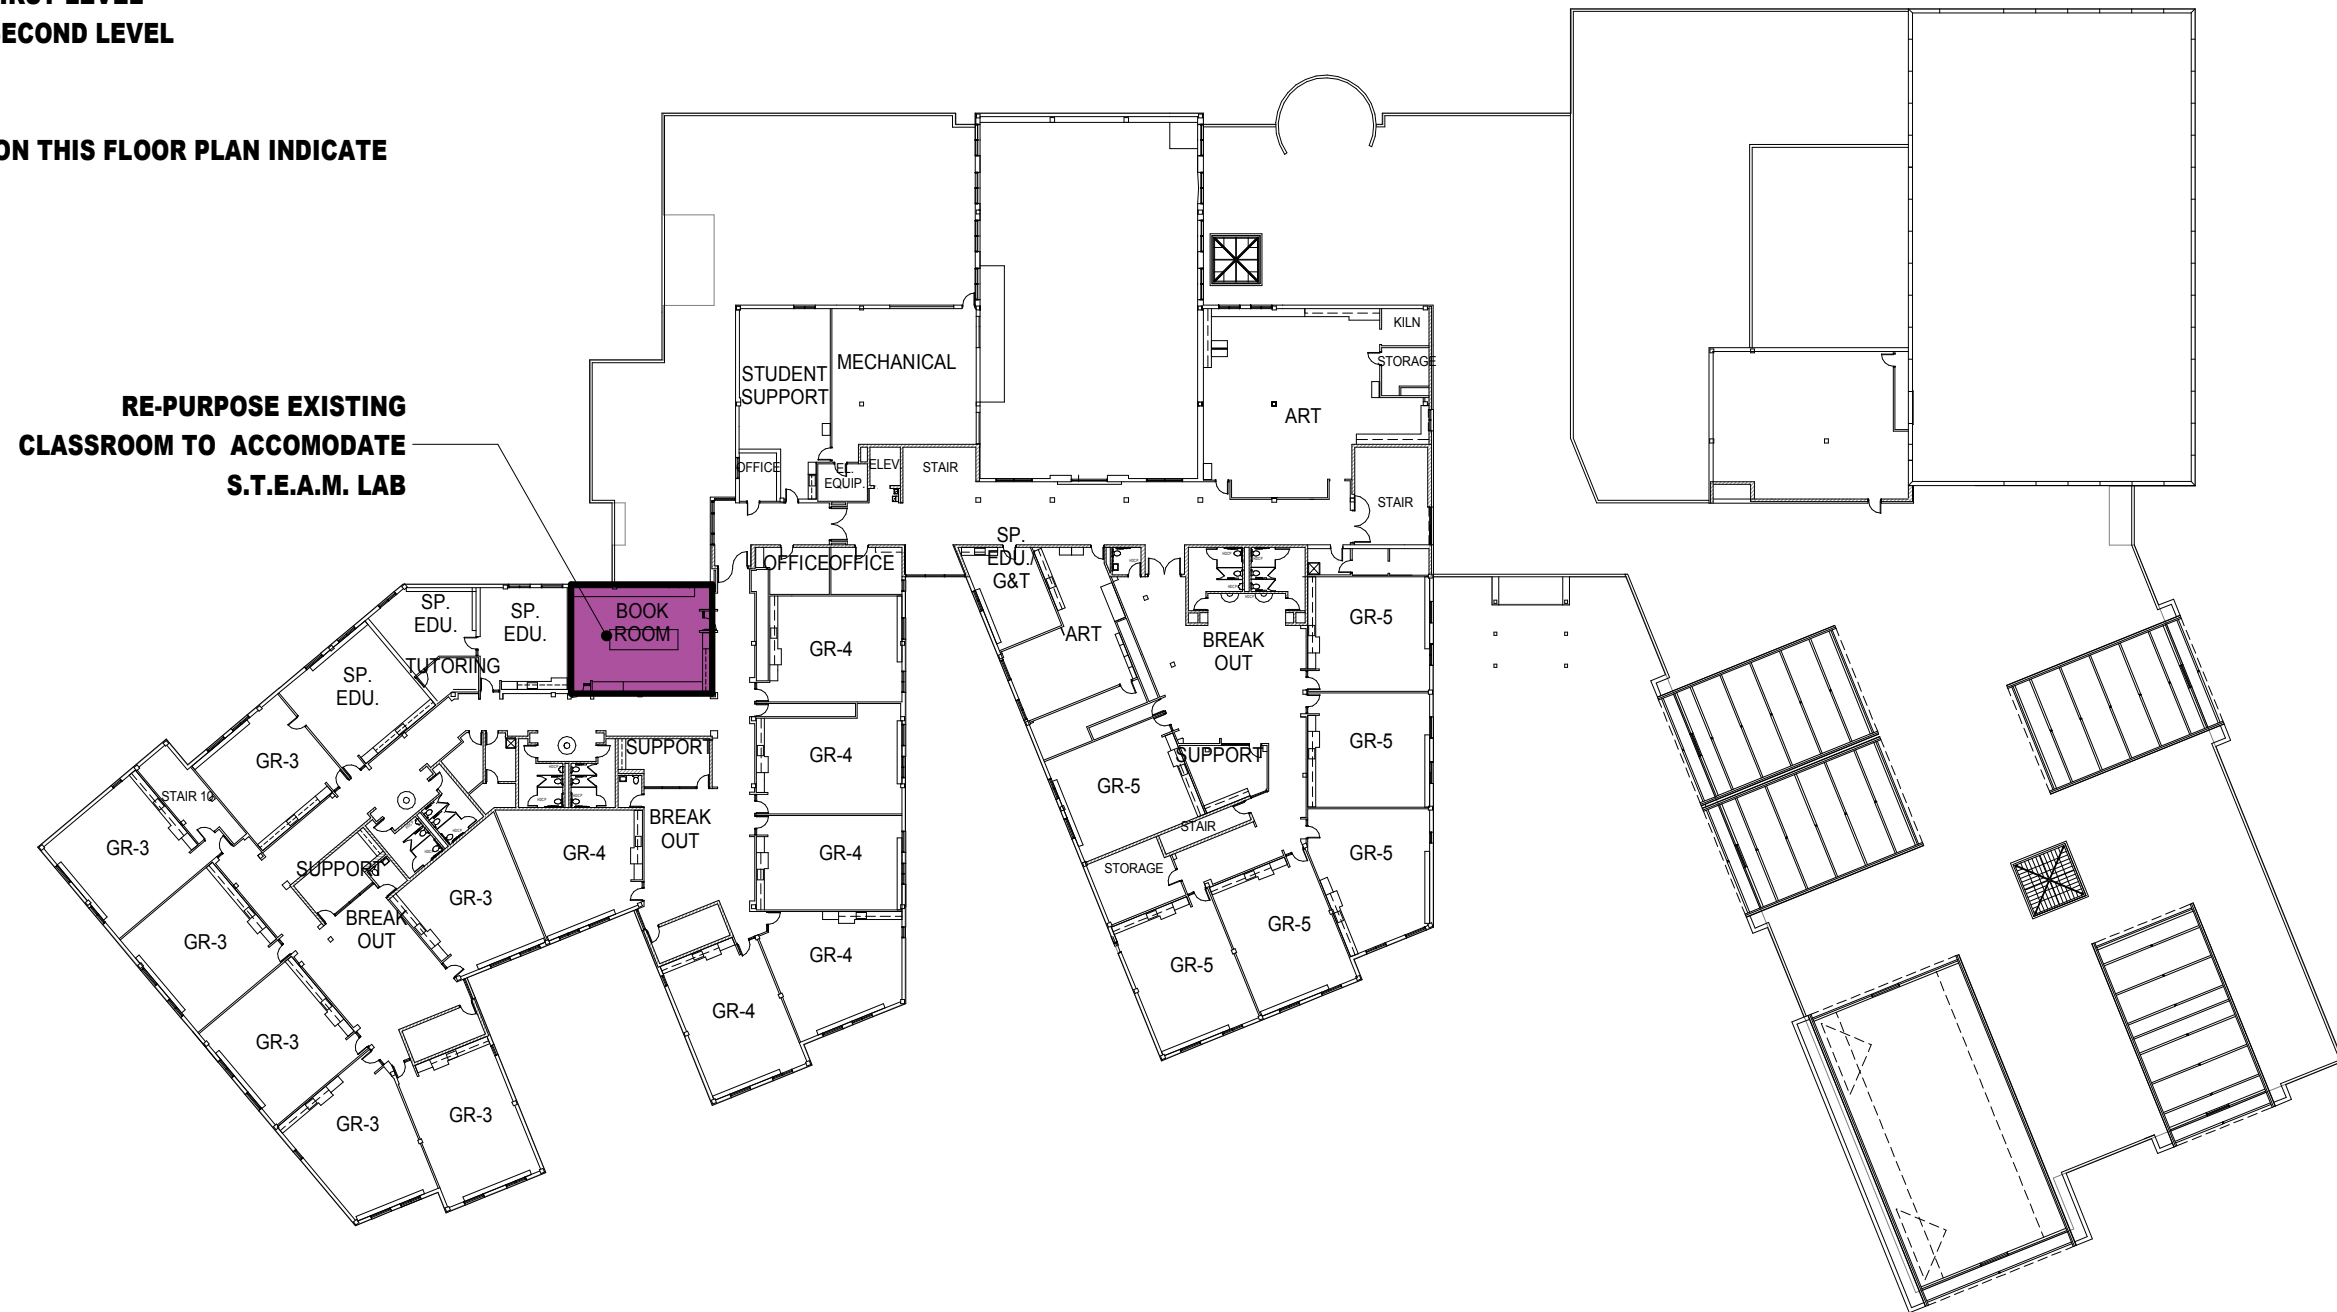 IRST LEVEL
ECOND LEVEL
ON THIS FLOOR PLAN INDICATE
RE-PURPOSE EXISTING
CLASSROOM TO ACCOMODATE
S.T.E.A.M. LAB
STUDENT
SUPPORT
MECHANICAL
OFFICE
EL.
EQUIP.
ELEV.
STAIR
KILN
STORAGE
ART
STAIR
OFFICE
OFFICE
SP.
EDU./
G&T
ART
BREAK
OUT
GR-5
GR-5
GR-5
SUPPORT
GR-5
STAIR
STORAGE
GR-5
GR-5
SP.
EDU.
SP.
EDU.
BOOK
ROOM
TUTORING
SP.
EDU.
GR-3
STAIR 10
GR-3
SUPPORT
BREAK
OUT
GR-3
GR-3
GR-3
GR-3
GR-3
GR-4
SUPPORT
BREAK
OUT
GR-4
GR-4
GR-4
GR-4
GR-4